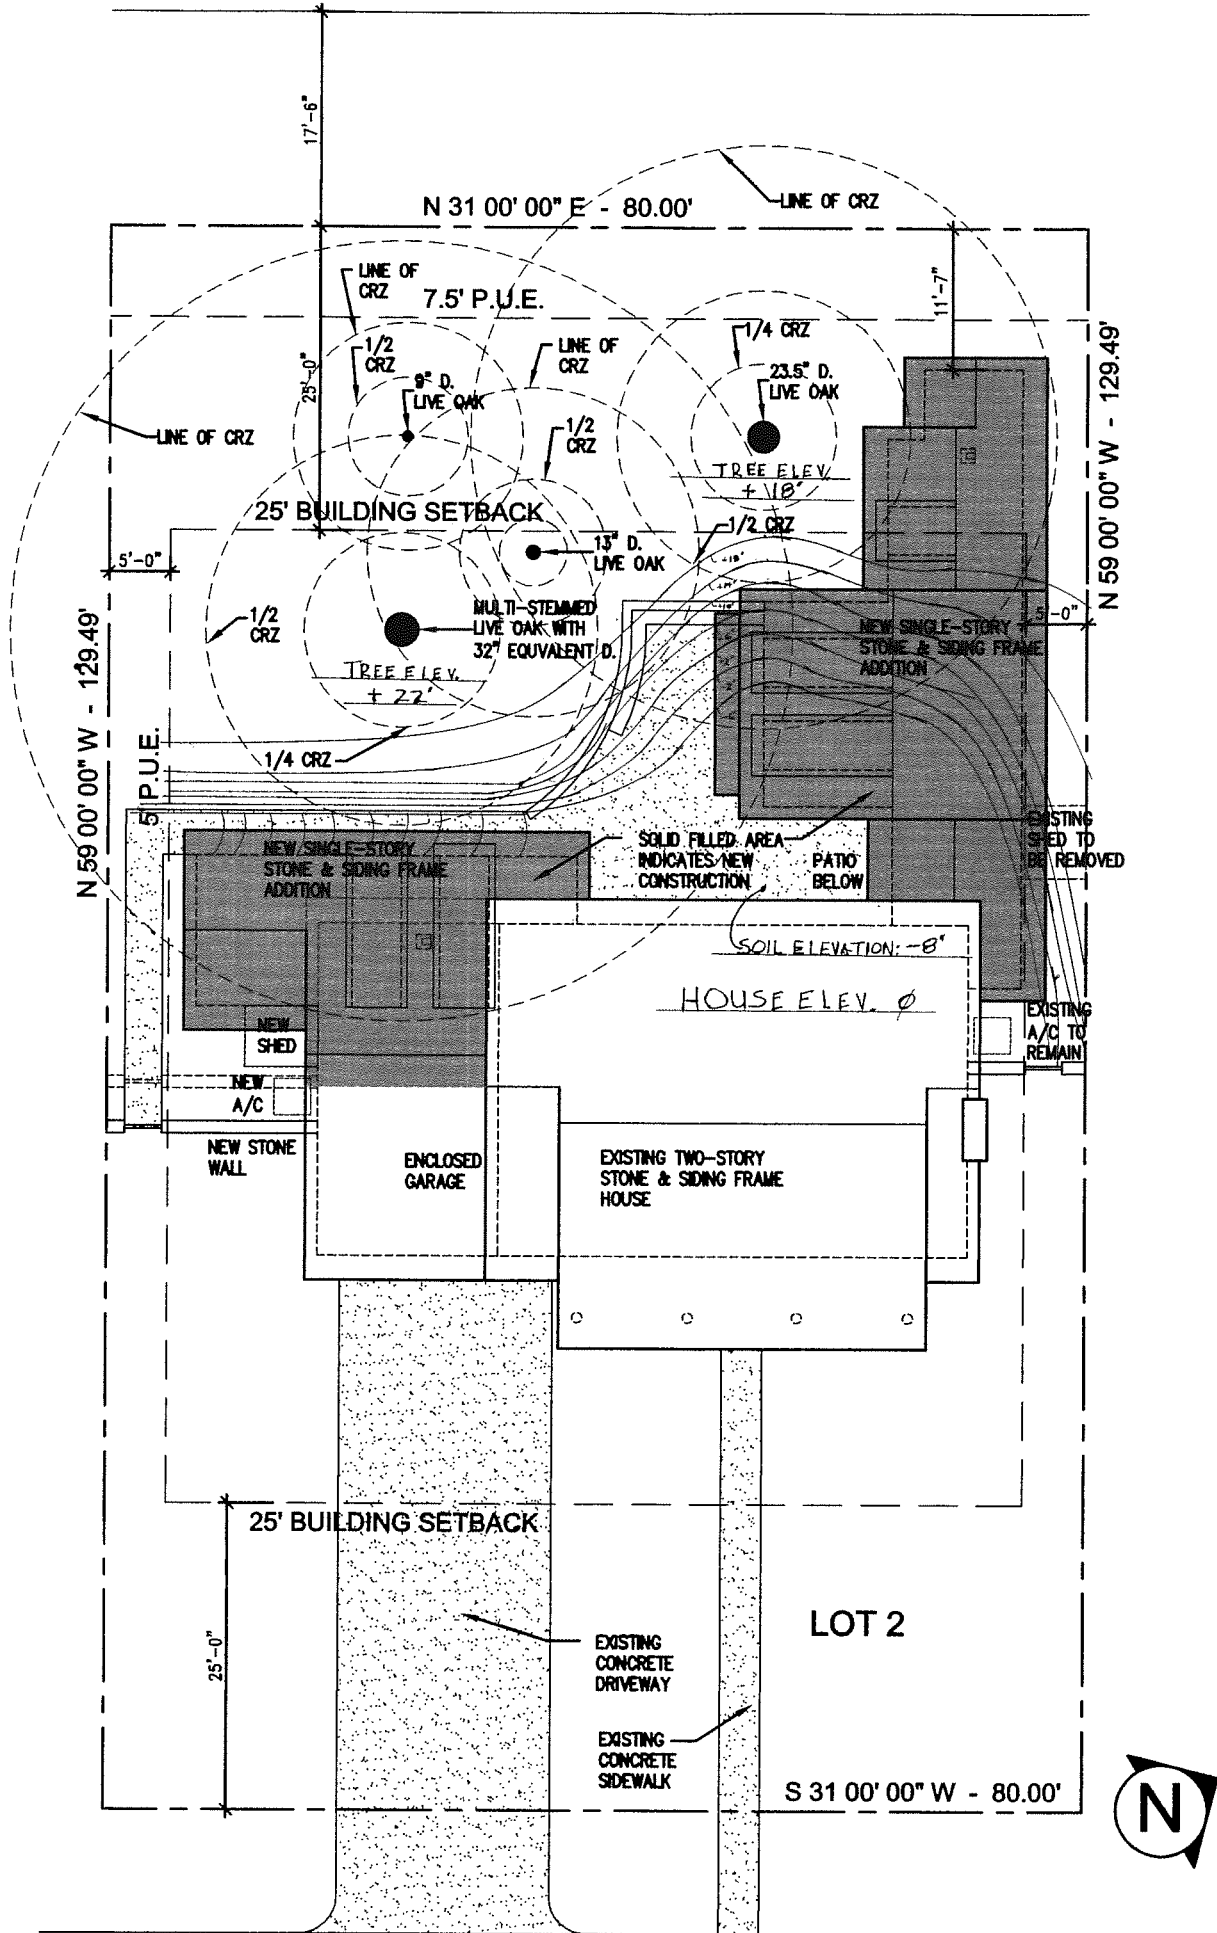 17'-6"
LINE OF CRZ
N 31 00' 00" E - 80.00'
LINE OF
CRZ
7.5' P.U.E.
11'-7"
1/2
CRZ
LINE OF
CRZ
1/4 CRZ
25'-0"
9" D.
LIVE OAK
23.5" D.
LIVE OAK
N 59 00' 00" W - 129.49'
LINE OF CRZ
1/2
CRZ
TREE ELEV.
+ 18'
25' BUILDING SETBACK
1/2 CRZ
5'-0"
13" D.
LIVE OAK
1/2
CRZ
MULTI-STEMMED
LIVE OAK WITH
32" EQUVALENT D.
5'-0"
NEW SINGLE-STORY
STONE & SIDING FRAME
ADDITION
N 59 00' 00" W - 129.49'
TREE ELEV.
+ 22'
5' P.U.E.
1/4 CRZ
NEW SINGLE-STORY
STONE & SIDING FRAME
ADDITION
SOLID FILLED AREA
INDICATES NEW
CONSTRUCTION
PATIO
BELOW
EXISTING
SHED TO
BE REMOVED
SOIL ELEVATION: -8'
HOUSE ELEV. Ø
NEW
SHED
EXISTING
A/C TO
REMAIN
NEW
A/C
NEW STONE
WALL
ENCLOSED
GARAGE
EXISTING TWO-STORY
STONE & SIDING FRAME
HOUSE
25' BUILDING SETBACK
25'-0"
EXISTING
CONCRETE
DRIVEWAY
LOT 2
EXISTING
CONCRETE
SIDEWALK
S 31 00' 00" W - 80.00'
N